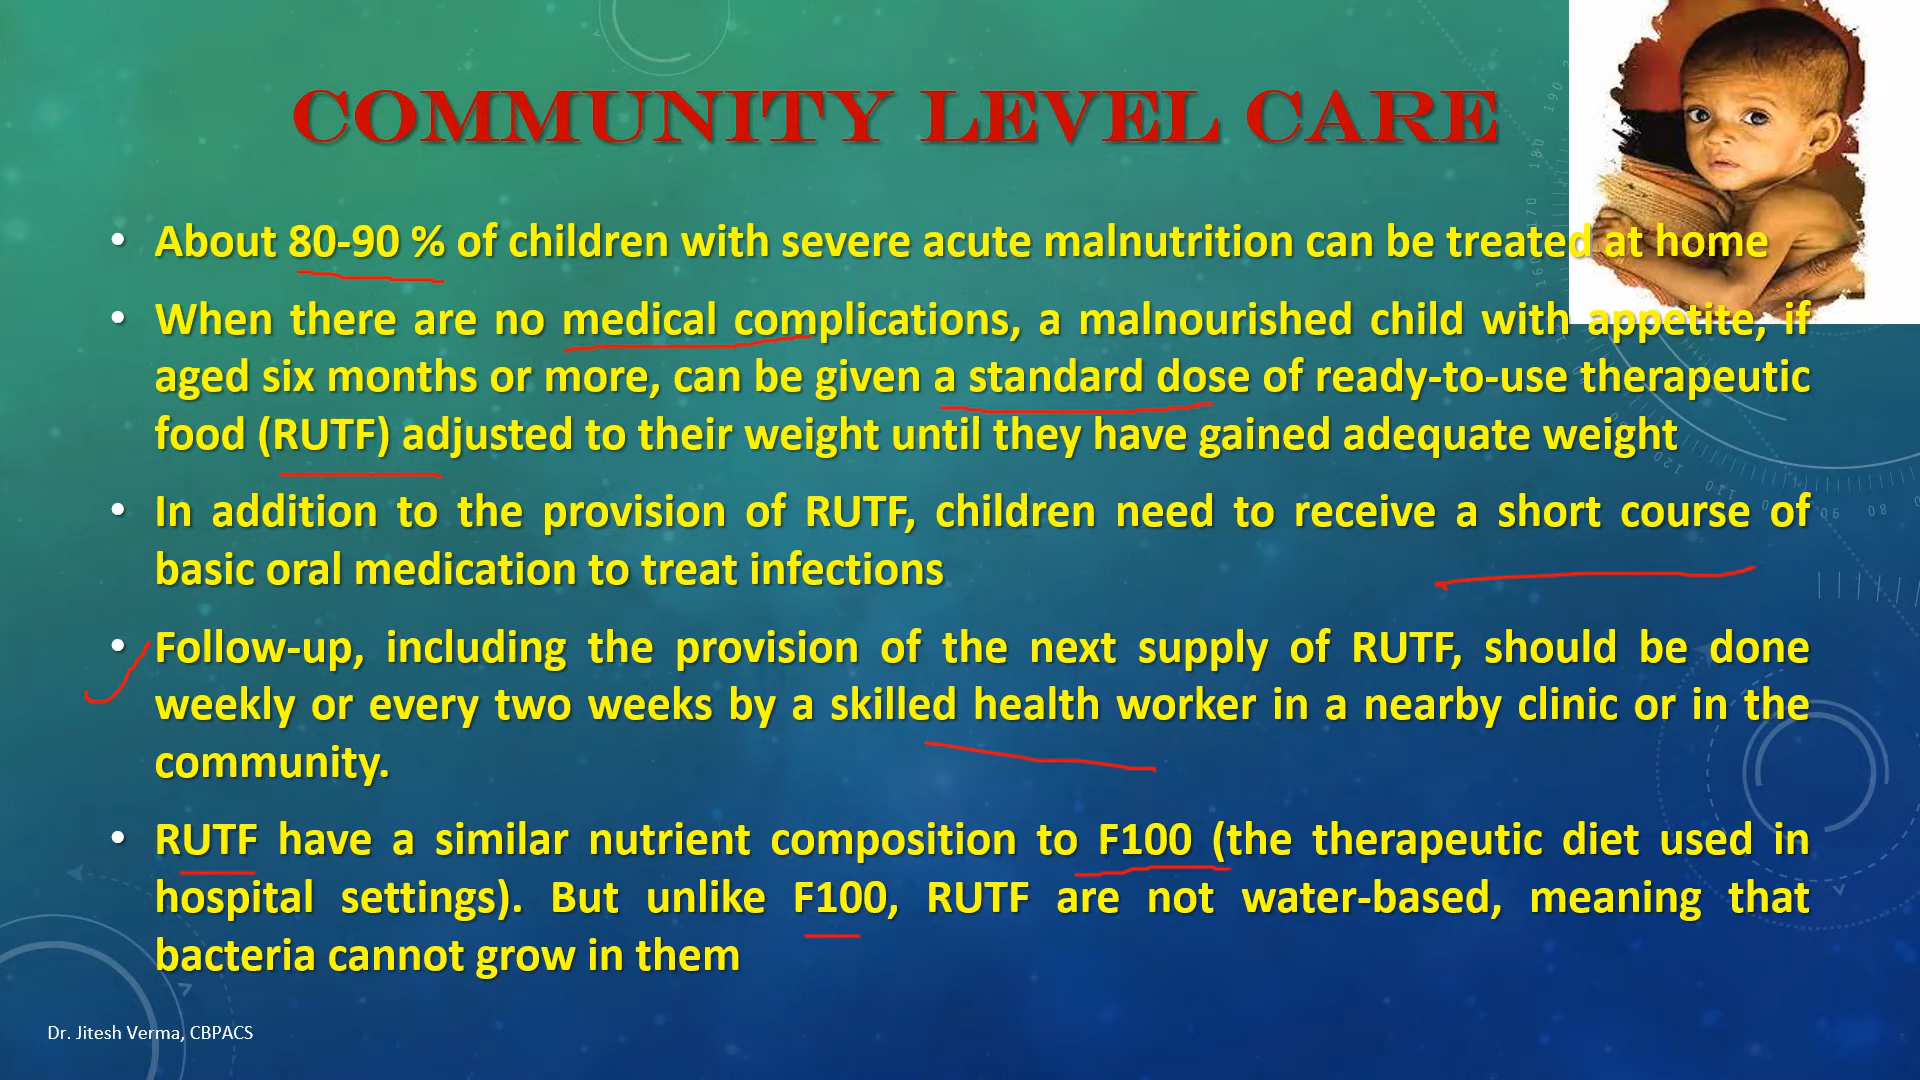 COMMUNITY LEVEL CARE
• About 80-90 % of children with severe acute malnutrition can be treated at home
• When there are no medical complications, a malnourished child with appetite, if
aged six months or more, can be given a standard dose of ready-to-use therapeutic
food (RUTF) adjusted to their weight until they have gained adequate weight
• In addition to the provision of RUTF, children need to receive a short course of
basic oral medication to treat infections
• Follow-up, including the provision of the next supply of RUTF, should be done
weekly or every two weeks by a skilled health worker in a nearby clinic or in the
community.
• RUTF have a similar nutrient composition to F100 (the therapeutic diet used in
hospital settings). But unlike F100, RUTF are not water-based, meaning that
bacteria cannot grow in them
Dr. Jitesh Verma, CBPACS